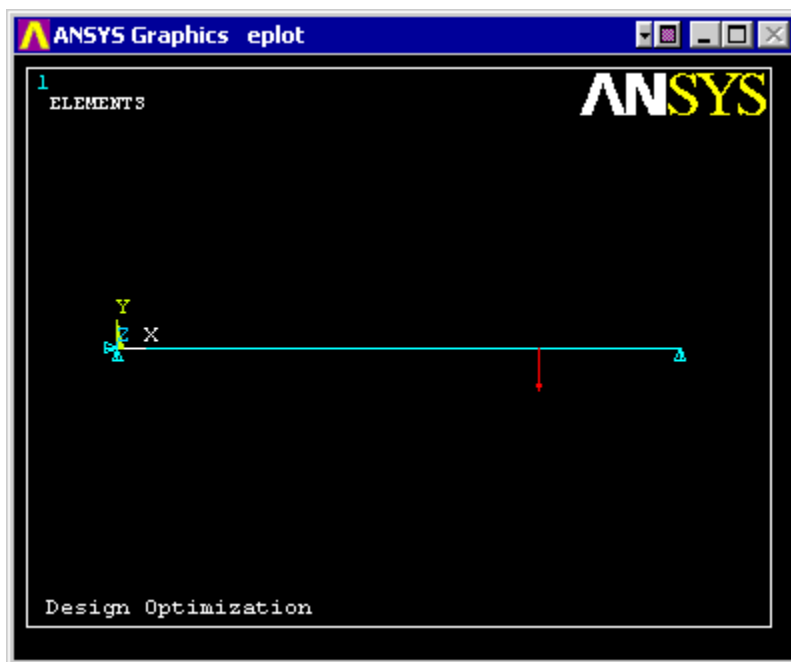 ANSYS Graphics eplot
1
ELEMENTS
ANSYS
Y
Z X
Design Optimization